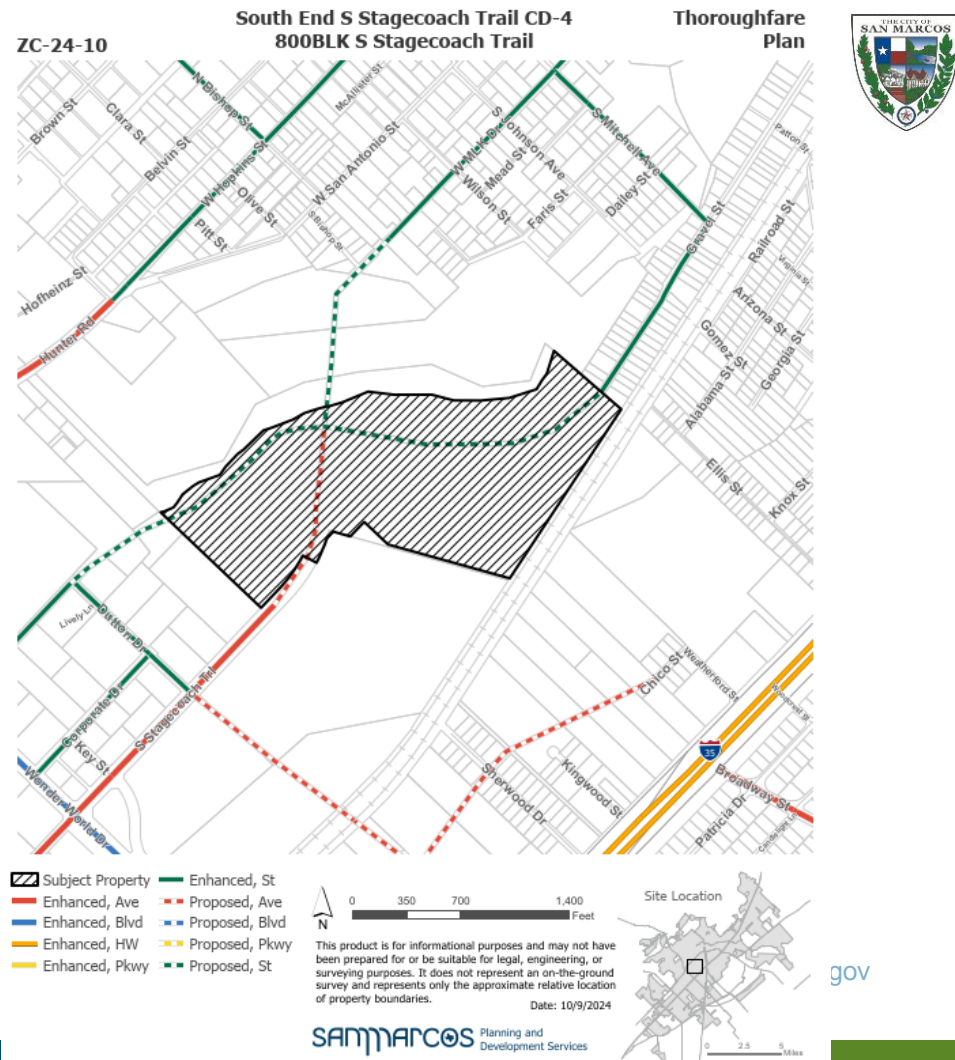 ZC-24-10
South End S Stagecoach Trail CD-4
800BLK S Stagecoach Trail
Thoroughfare
Plan
THE CITY OF
SAN MARCOS
Brown St
Clara St
Belvin St
N Bishop St
McAllister St
W Hopkins St
Olive St
W San Antonio St
S Bishop St
Pitt St
Hofheinz St
Hunter Rd
W MLK Dr
S Johnson Ave
Mead St
Wilson St
Faris St
Dailey St
S Mitchell Ave
Gravel St
Patton St
Railroad St
Virginia St
Arizona St
Georgia St
Gomez St
Alabama St
Ellis St
Knox St
Lively Ln
Dutton Dr
Corporate Dr
Key St
S Stagecoach Trl
Wonder World Dr
Chico St
Weatherford St
Woodcrest St
35
Sherwood Dr
Kingwood St
Broadway St
Patricia Dr
Candlelight Ln
Subject Property
Enhanced, Ave
Enhanced, Blvd
Enhanced, HW
Enhanced, Pkwy
Enhanced, St
Proposed, Ave
Proposed, Blvd
Proposed, Pkwy
Proposed, St
N
0 350 700 1,400
Feet
This product is for informational purposes and may not have
been prepared for or be suitable for legal, engineering, or
surveying purposes. It does not represent an on-the-ground
survey and represents only the approximate relative location
of property boundaries.
Date: 10/9/2024
SANMARCOS
Planning and
Development Services
Site Location
0 2.5 5
Miles
gov